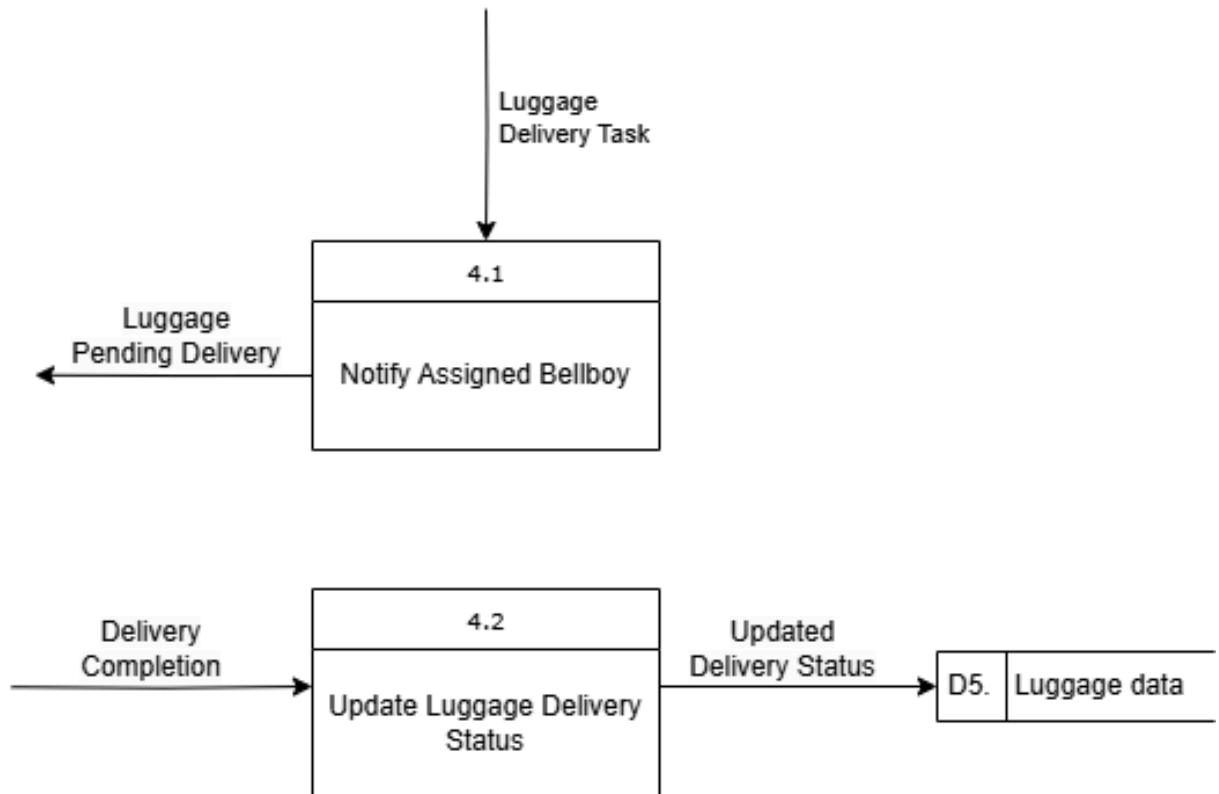 Luggage
Delivery Task
4.1
Luggage
Pending Delivery
Notify Assigned Bellboy
4.2
Delivery
Completion
Updated
Delivery Status
Update Luggage Delivery
Status
D5.
Luggage data